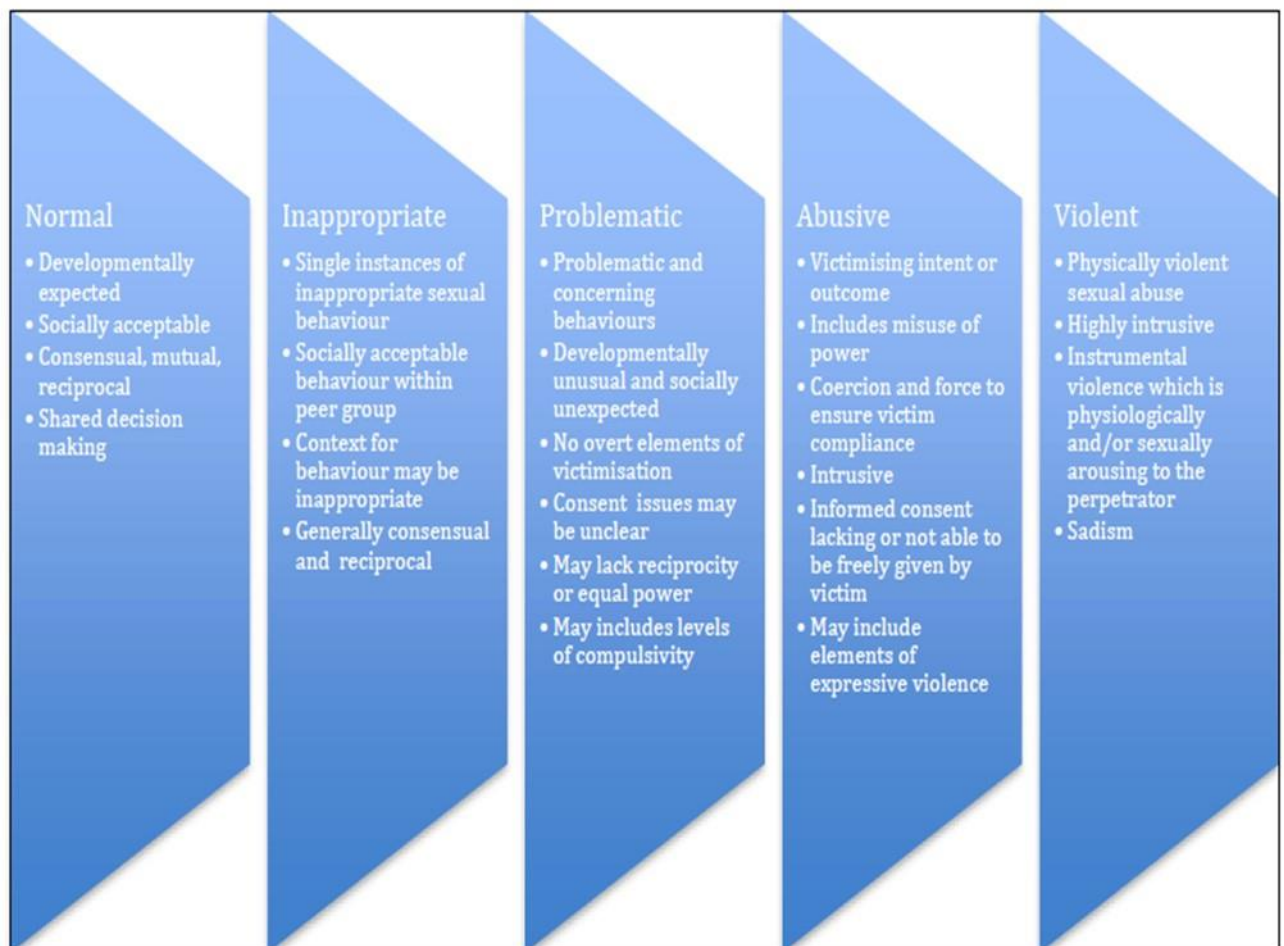 Normal
• Developmentally
expected
• Socially acceptable
• Consensual, mutual,
reciprocal
• Shared decision
making
Inappropriate
• Single instances of
inappropriate sexual
behaviour
• Socially acceptable
behaviour within
peer group
• Context for
behaviour may be
inappropriate
• Generally consensual
and reciprocal
Problematic
• Problematic and
concerning
behaviours
• Developmentally
unusual and socially
unexpected
• No overt elements of
victimisation
• Consent issues may
be unclear
• May lack reciprocity
or equal power
• May includes levels
of compulsivity
Abusive
• Victimising intent or
outcome
• Includes misuse of
power
• Coercion and force to
ensure victim
compliance
• Intrusive
• Informed consent
lacking or not able to
be freely given by
victim
• May include
elements of
expressive violence
Violent
• Physically violent
sexual abuse
• Highly intrusive
• Instrumental
violence which is
physiologically
and/or sexually
arousing to the
perpetrator
• Sadism